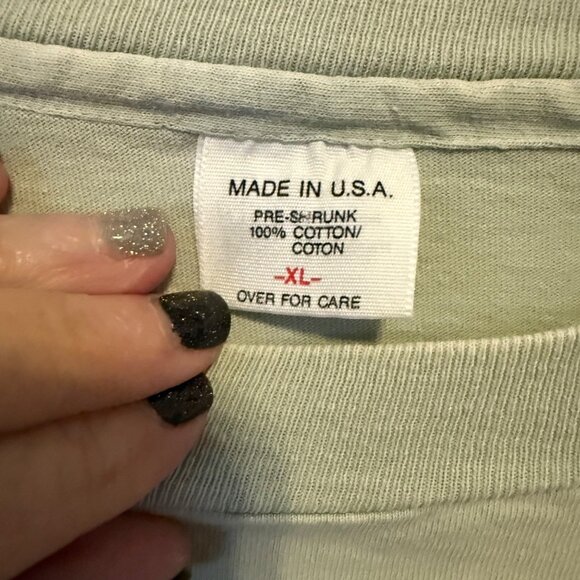 MADE IN U.S.A.
PRE-SHRUNK
100% COTTON/
COTON
-XL-
OVER FOR CARE